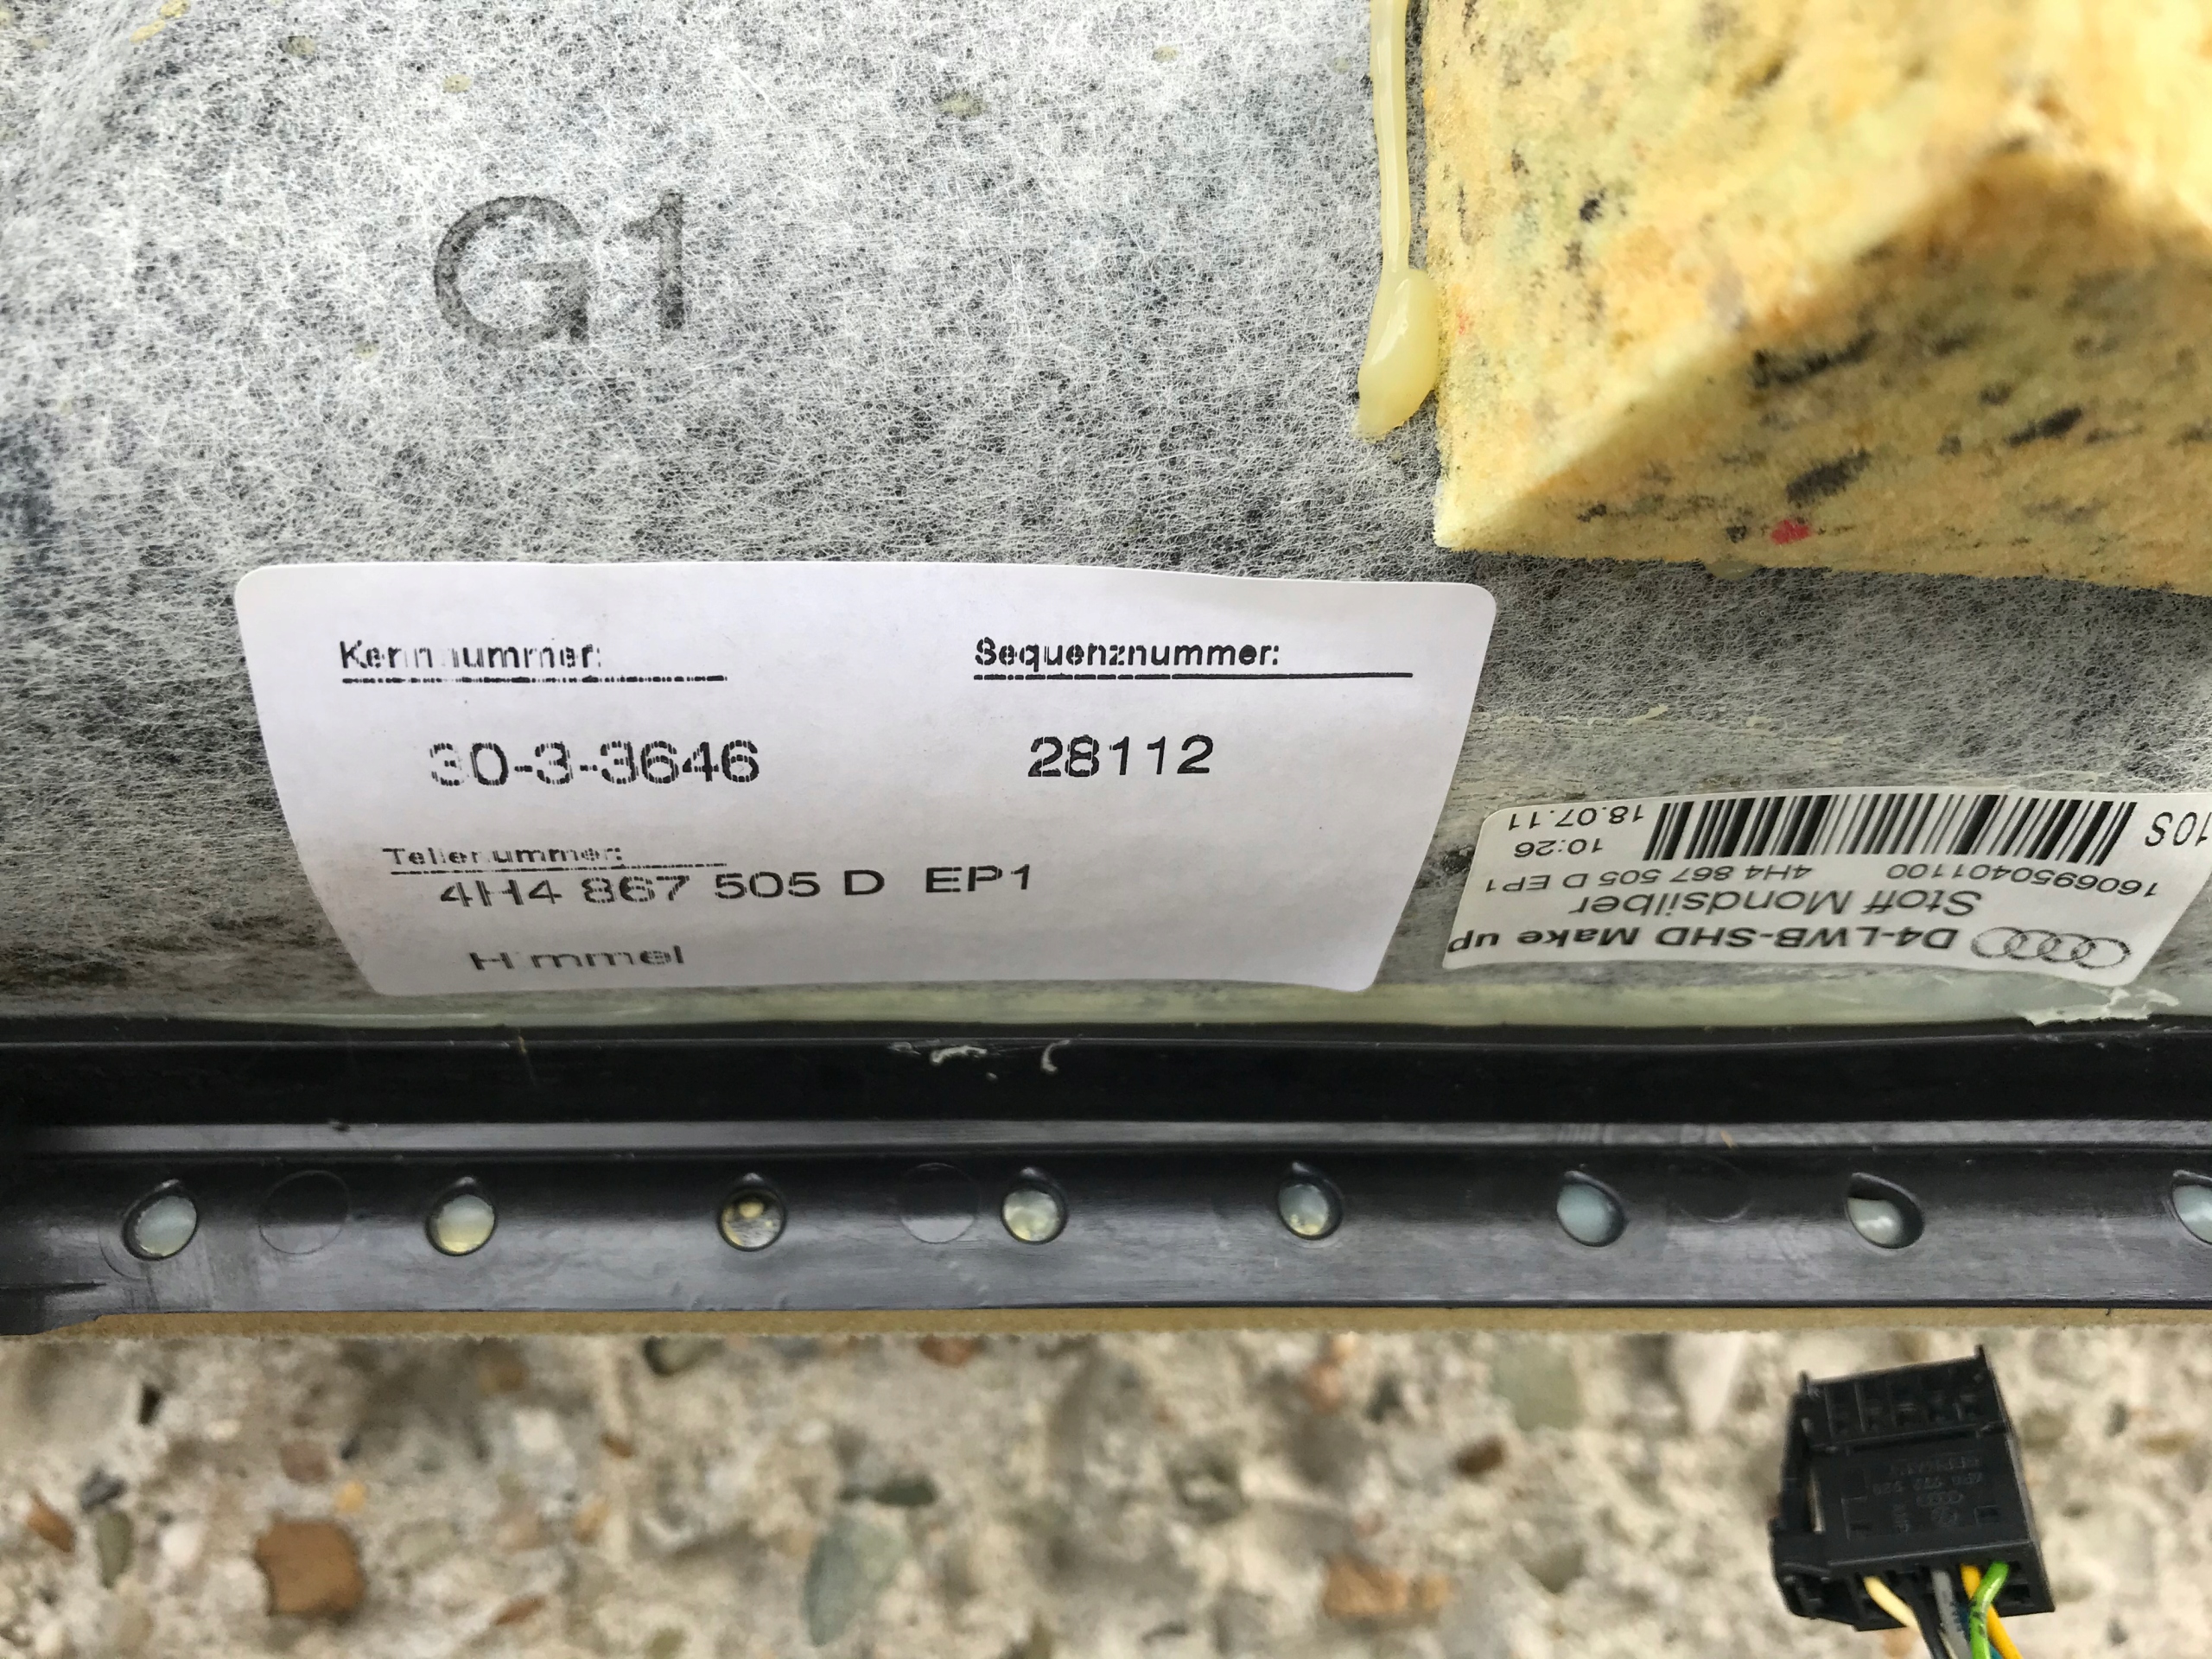 G1
Kennnummer:
Sequenznummer:
30-3-3646
28112
Teilenummer:
4H4 867 505 D EP1
Himmel
D4-LWB-SHD Make up
Stoff Mondsilber
1606950401100 4H4 867 505 D EP1
10:26
18.07.11